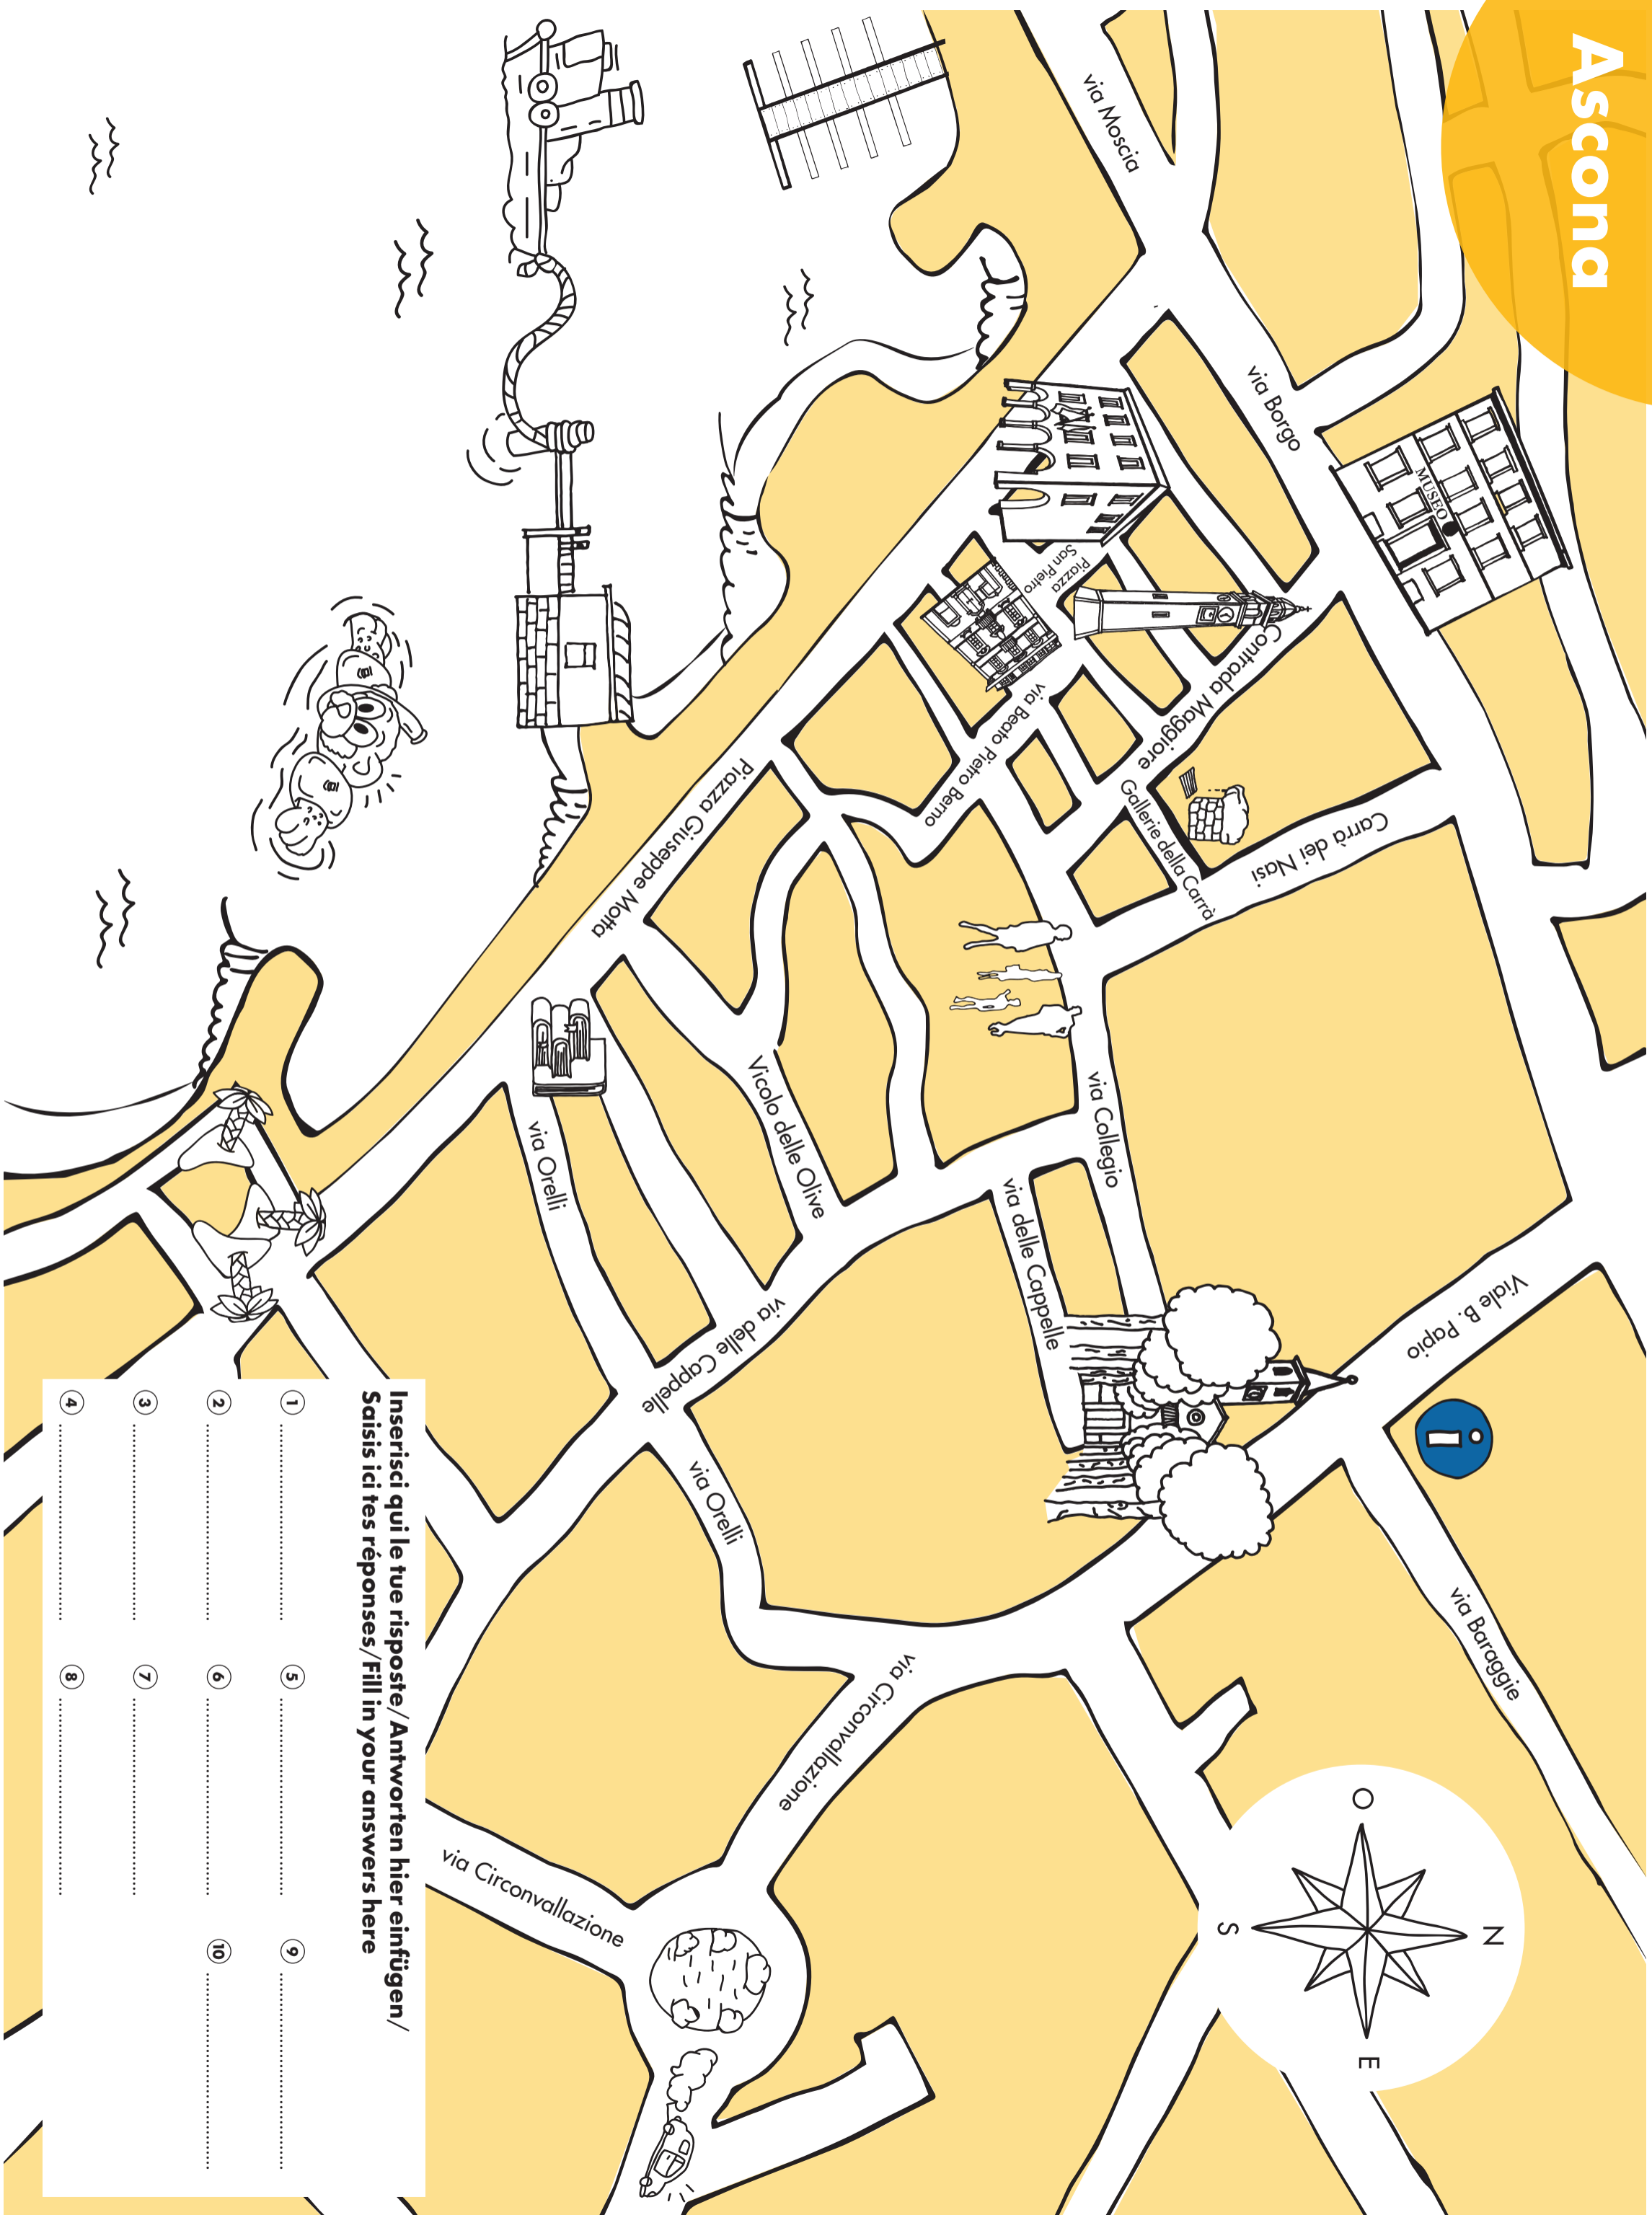 Ascona
via Moscia
via Borgo
MUSEO
Piazza
San Pietro
Contrada Maggiore
via Beato Pietro Berno
Gallerie della Carrà
Carrà dei Nasi
Piazza Giuseppe Motta
via Collegio
Vicolo delle Olive
via Orelli
via delle Cappelle
via delle Cappelle
Viale B. Papio
i
via Orelli
via Baraggie
via Circonvallazione
via Circonvallazione
N
O
E
S
Inserisci qui le tue risposte/Antworten hier einfügen/
Saisis ici tes réponses/Fill in your answers here
1 ........ 5 ........ 9 ........
2 ........ 6 ........ 10 ........
3 ........ 7 ........
4 ........ 8 ........